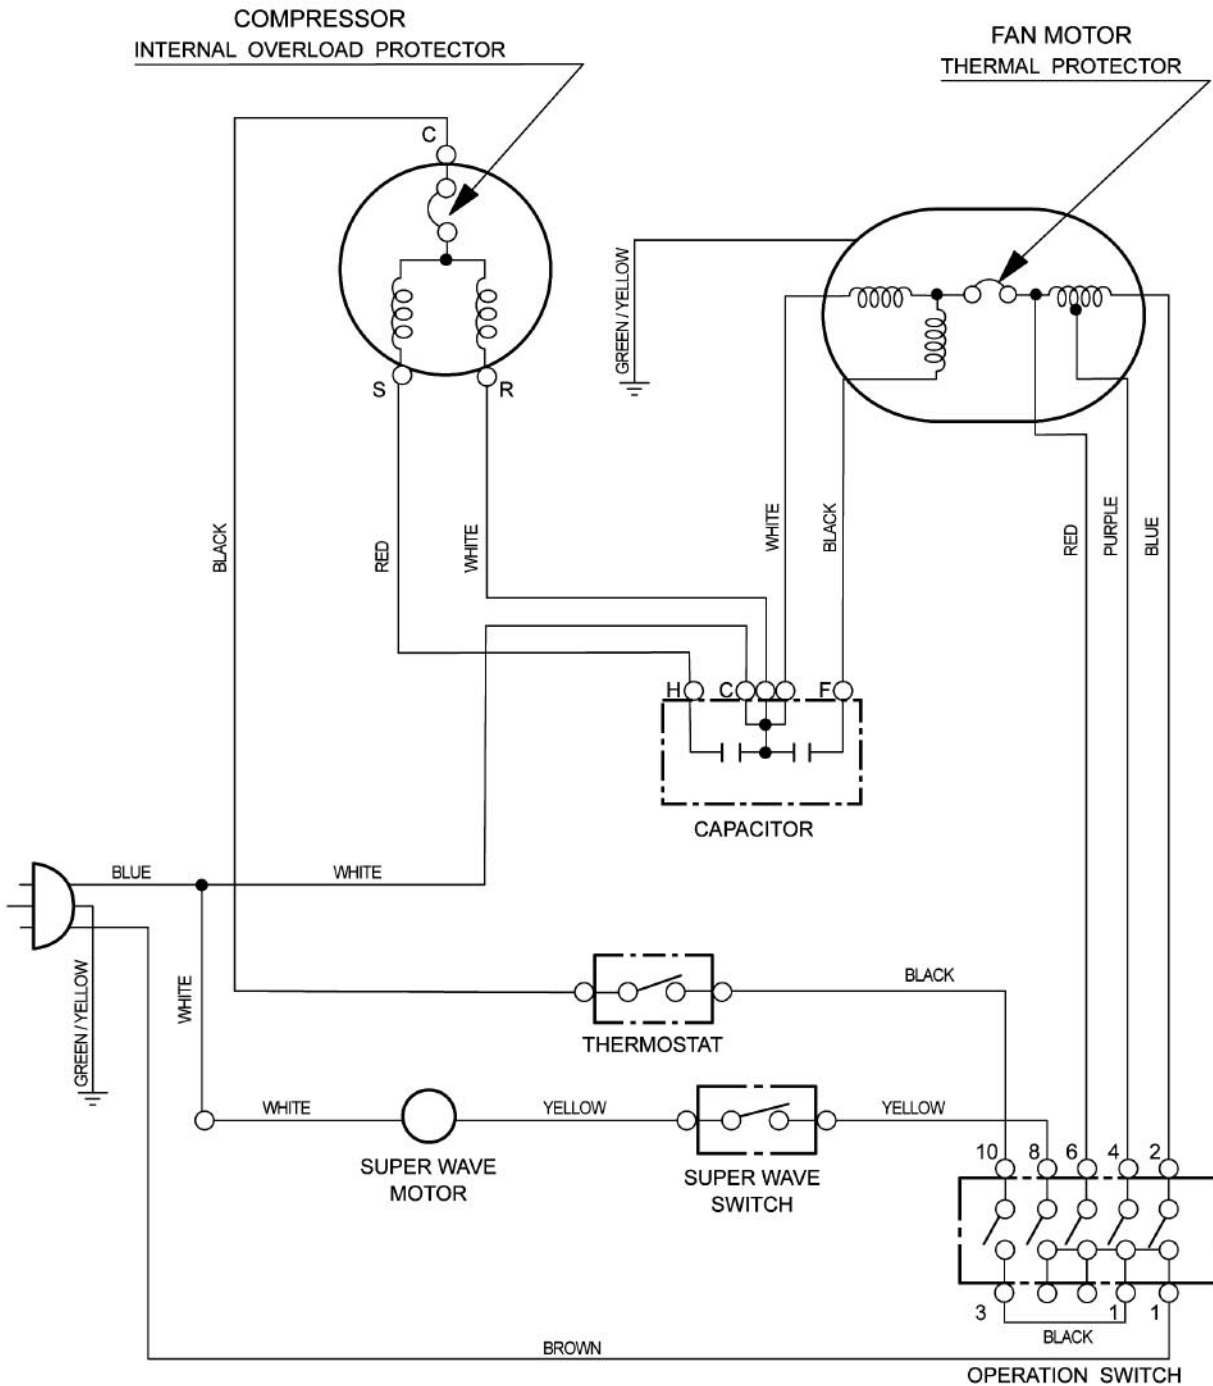 COMPRESSOR
INTERNAL OVERLOAD PROTECTOR
FAN MOTOR
THERMAL PROTECTOR
C
S
R
GREEN / YELLOW
BLACK
RED
WHITE
WHITE
BLACK
RED
PURPLE
BLUE
H
C
F
CAPACITOR
BLUE
WHITE
GREEN / YELLOW
WHITE
BLACK
THERMOSTAT
WHITE
YELLOW
YELLOW
SUPER WAVE
MOTOR
SUPER WAVE
SWITCH
10 8 6 4 2
3 1 1
BLACK
BROWN
OPERATION SWITCH